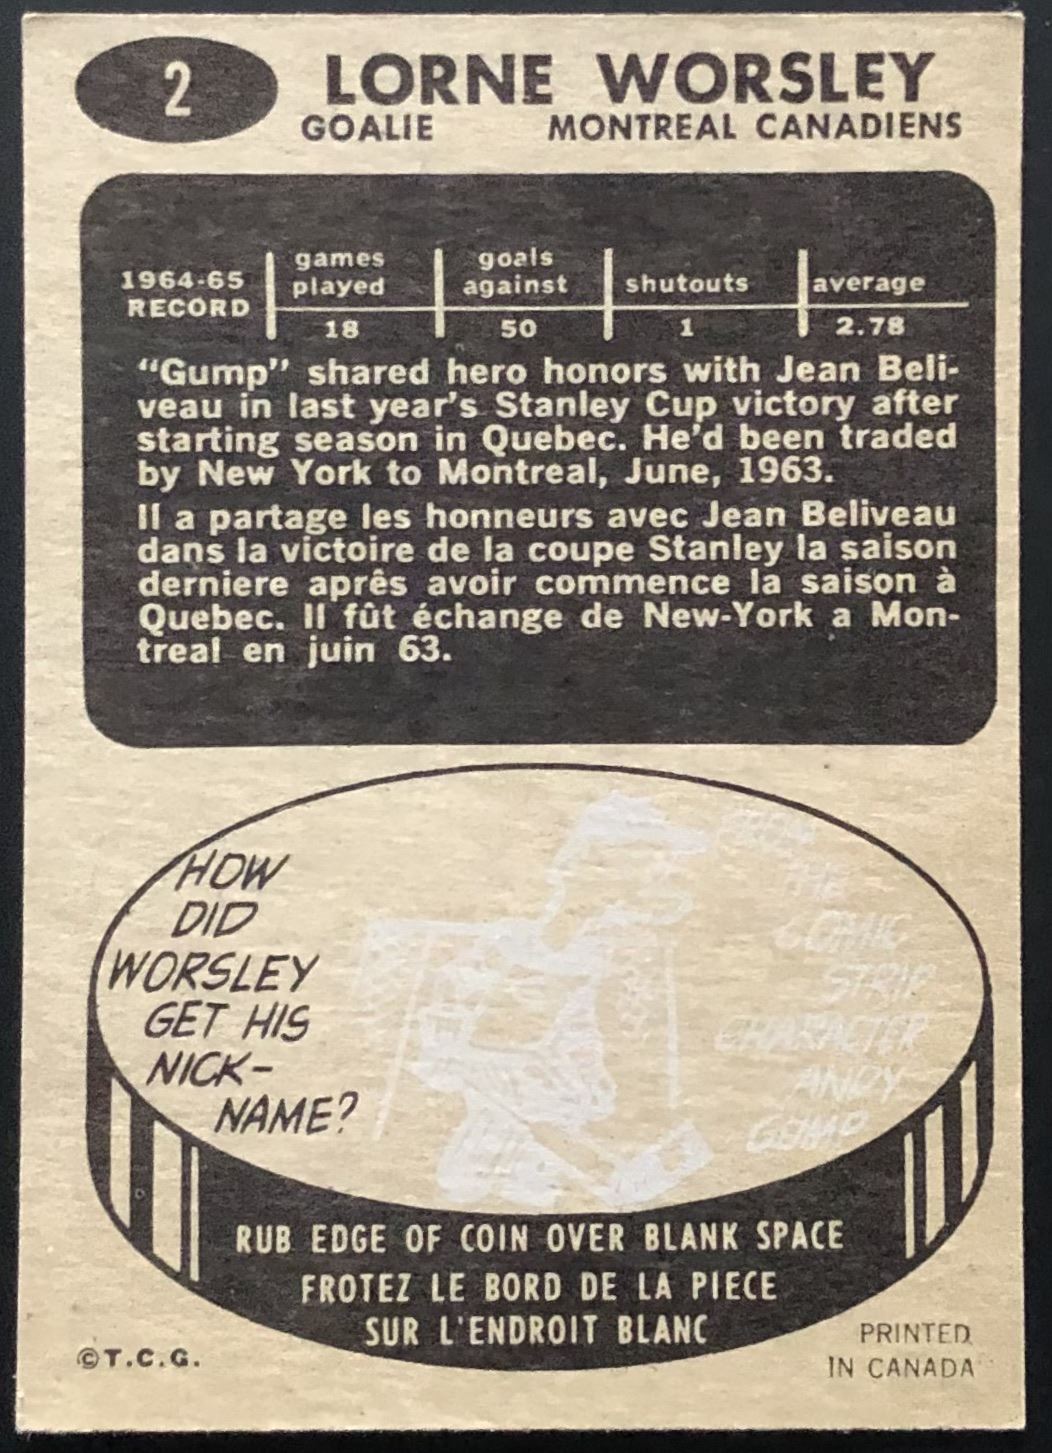 2
LORNE WORSLEY
GOALIE MONTREAL CANADIENS
1964-65 RECORD
games played
goals against
shutouts
average
18 50 1 2.78
"Gump" shared hero honors with Jean Beli-
veau in last year's Stanley Cup victory after
starting season in Quebec. He'd been traded
by New York to Montreal, June, 1963.
Il a partage les honneurs avec Jean Beliveau
dans la victoire de la coupe Stanley la saison
derniere aprês avoir commence la saison à
Quebec. Il fût échange de New-York a Mon-
treal en juin 63.
HOW
DID
WORSLEY
GET HIS
NICK-
NAME?
FROM
THE
COMIC
STRIP
CHARACTER
ANDY
GUMP
RUB EDGE OF COIN OVER BLANK SPACE
FROTEZ LE BORD DE LA PIECE
SUR L'ENDROIT BLANC
©T.C.G.
PRINTED
IN CANADA